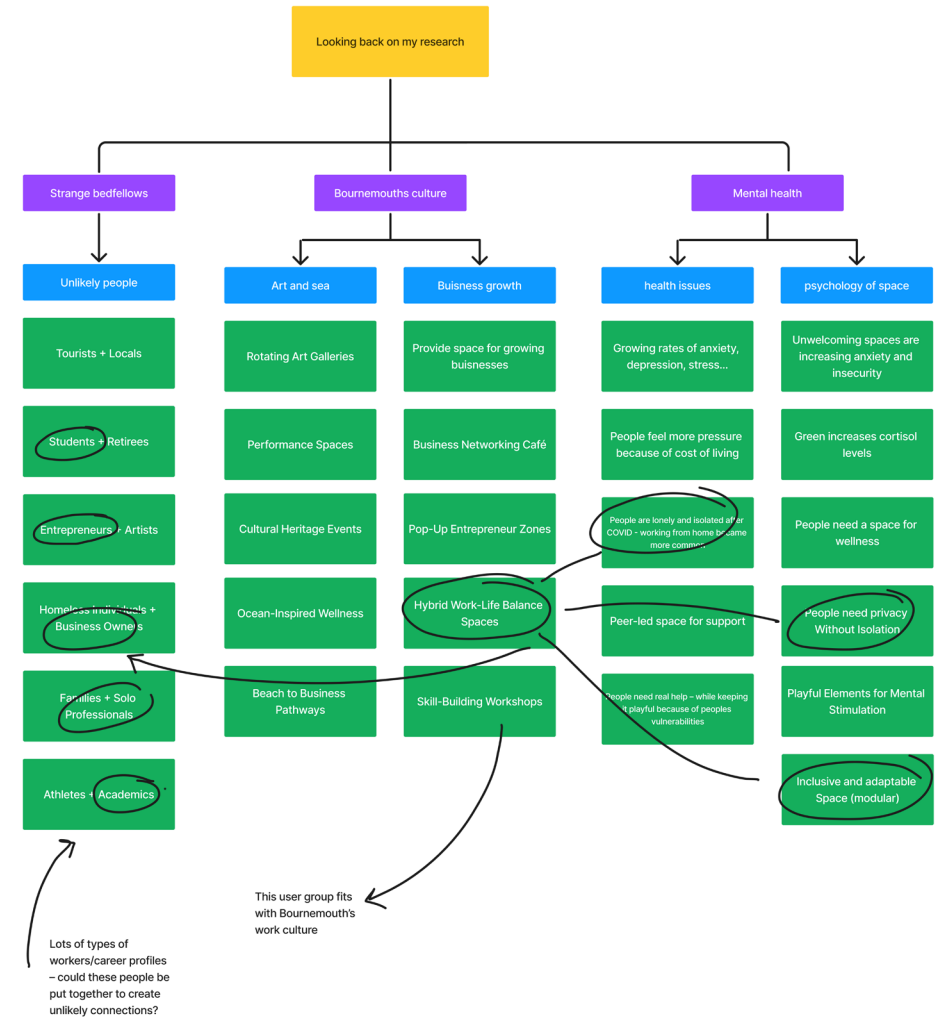 Looking back on my research
Strange bedfellows
Bournemouths culture
Mental health
Unlikely people
Art and sea
Buisness growth
health issues
psychology of space
Tourists + Locals
Students + Retirees
Entrepreneurs + Artists
Homeless Individuals +
Business Owners
Families + Solo
Professionals
Athletes + Academics
Rotating Art Galleries
Performance Spaces
Cultural Heritage Events
Ocean-Inspired Wellness
Beach to Business
Pathways
Provide space for growing
buisnesses
Business Networking Café
Pop-Up Entrepreneur Zones
Hybrid Work-Life Balance
Spaces
Skill-Building Workshops
Growing rates of anxiety,
depression, stress...
People feel more pressure
because of cost of living
People are lonely and isolated after
COVID - working from home became
more common
Peer-led space for support
People need real help – while keeping
it playful because of peoples
vulnerabilities
Unwelcoming spaces are
increasing anxiety and
insecurity
Green increases cortisol
levels
People need a space for
wellness
People need privacy
Without Isolation
Playful Elements for Mental
Stimulation
Inclusive and adaptable
Space (modular)
This user group fits
with Bournemouth's
work culture
Lots of types of
workers/career profiles
– could these people be
put together to create
unlikely connections?